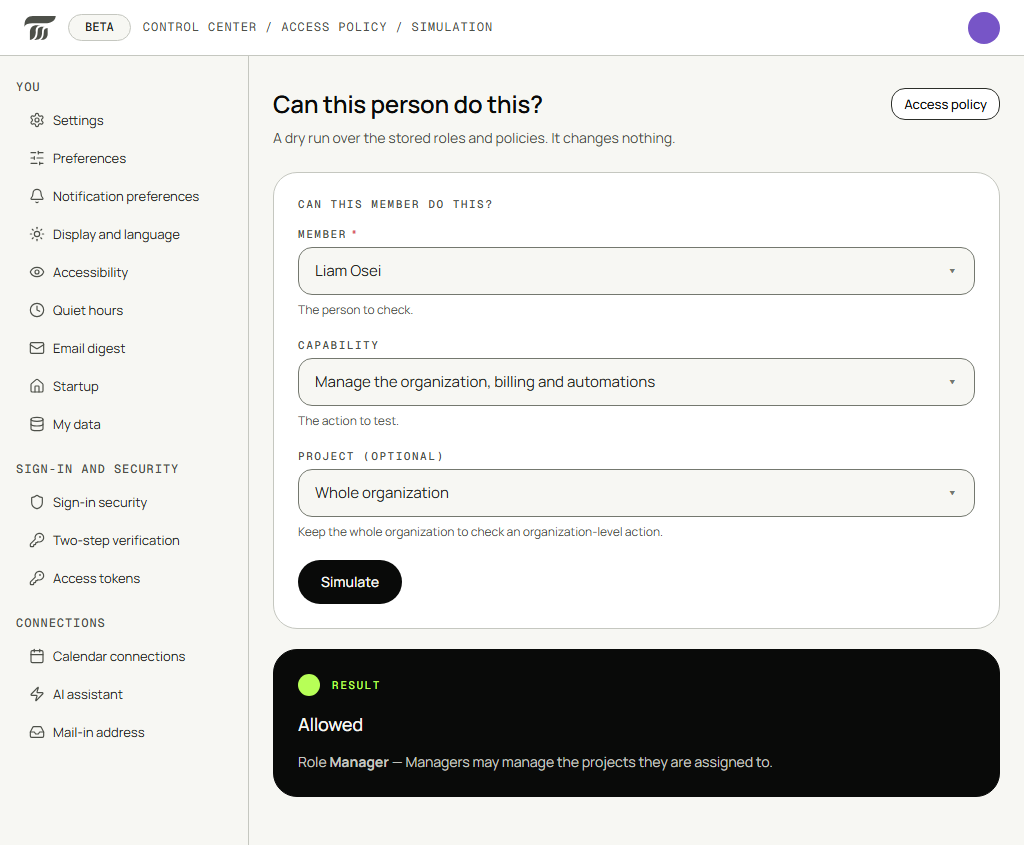 BETA
CONTROL CENTER / ACCESS POLICY / SIMULATION
YOU
Settings
Preferences
Notification preferences
Display and language
Accessibility
Quiet hours
Email digest
Startup
My data
SIGN-IN AND SECURITY
Sign-in security
Two-step verification
Access tokens
CONNECTIONS
Calendar connections
AI assistant
Mail-in address
Can this person do this?
Access policy
A dry run over the stored roles and policies. It changes nothing.
CAN THIS MEMBER DO THIS?
MEMBER *
Liam Osei
The person to check.
CAPABILITY
Manage the organization, billing and automations
The action to test.
PROJECT (OPTIONAL)
Whole organization
Keep the whole organization to check an organization-level action.
Simulate
RESULT
Allowed
Role Manager — Managers may manage the projects they are assigned to.